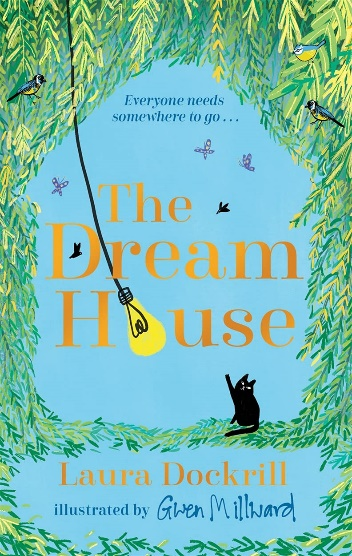 Everyone needs
somewhere to go...
The
Dream
House
Laura Dockrill
illustrated by Gwen Millward